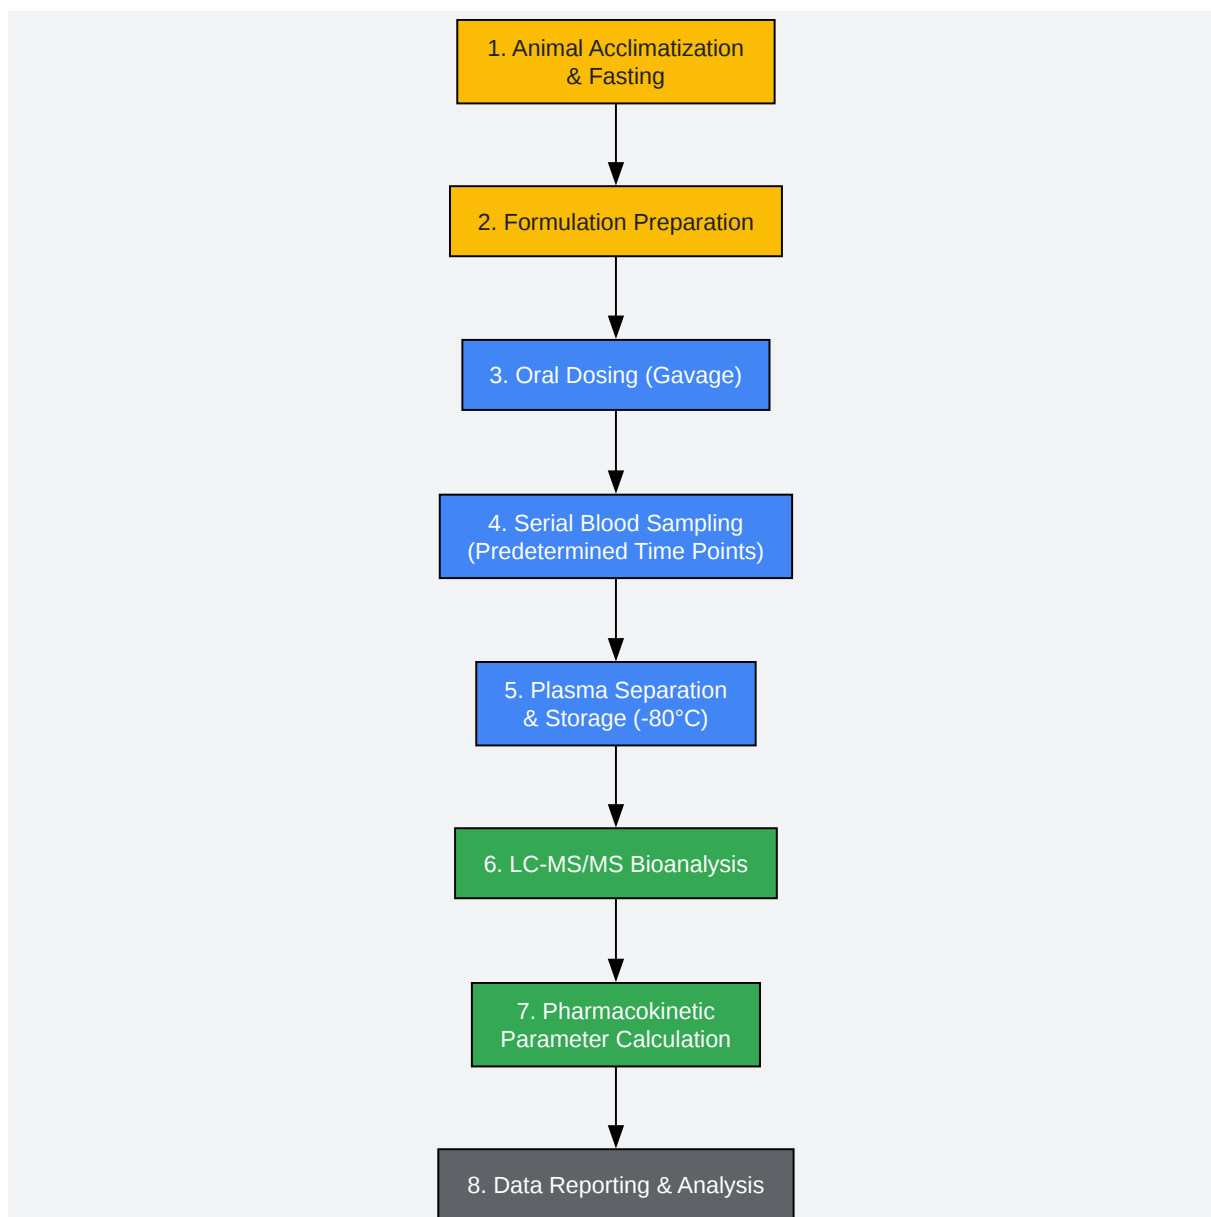 1. Animal Acclimatization
& Fasting
2. Formulation Preparation
3. Oral Dosing (Gavage)
4. Serial Blood Sampling
(Predetermined Time Points)
5. Plasma Separation
& Storage (-80°C)
6. LC-MS/MS Bioanalysis
7. Pharmacokinetic
Parameter Calculation
8. Data Reporting & Analysis